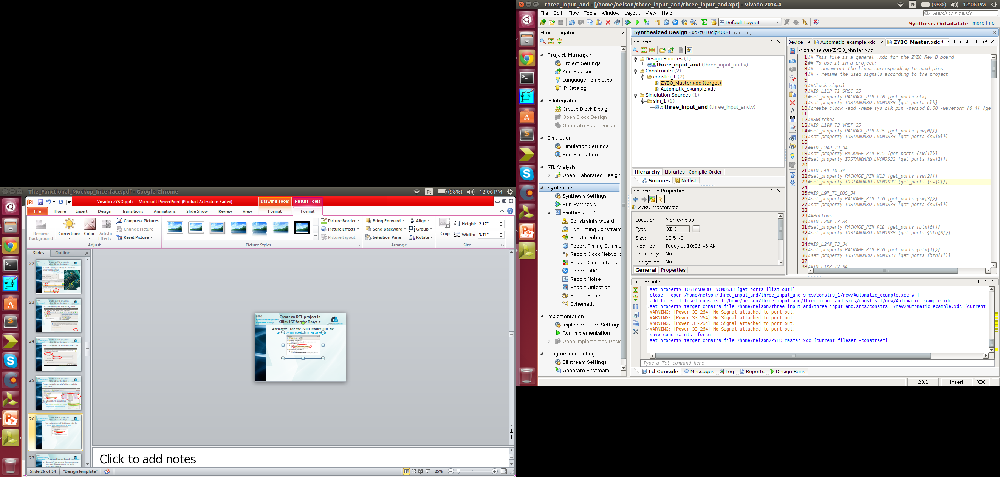 The_Functional_Mockup_Interface.pdf - Google Chrome
Pt
(98%)
12:06 PM
Vivado+ZYBO.pptx - Microsoft PowerPoint (Product Activation Failed)
Drawing Tools
Picture Tools
File
Home
Insert
Design
Transitions
Animations
Slide Show
Review
View
Format
Format
Remove
Background
Corrections
Color
Artistic
Effects
Compress Pictures
Change Picture
Reset Picture
Adjust
Picture Styles
Picture Border
Picture Effects
Picture Layout
Bring Forward
Send Backward
Selection Pane
Align
Group
Rotate
Arrange
Crop
Height: 2.17"
Width: 3.71"
Size
Slides
Outline
22
23
24
25
26
27
ESRG
Embedded Systems
Research Group
Create an RTL project in
Xilinx ISE for the Basys-2
• Alternative: Use the ZYBO Master XDC file
Click to add notes
Slide 26 of 54
"DesignTemplate"
25%
three_input_and - [/home/nelson/three_input_and/three_input_and.xpr] - Vivado 2014.4
Pt
(98%)
12:06 PM
File Edit Flow Tools Window Layout View Help
Search commands
Default Layout
Synthesis Out-of-date more info
Flow Navigator
Project Manager
Project Settings
Add Sources
Language Templates
IP Catalog
IP Integrator
Create Block Design
Open Block Design
Generate Block Design
Simulation
Simulation Settings
Run Simulation
RTL Analysis
Open Elaborated Design
Synthesis
Synthesis Settings
Run Synthesis
Synthesized Design
Constraints Wizard
Edit Timing Constrain
Set Up Debug
Report Timing Summa
Report Clock Network
Report Clock Interact
Report DRC
Report Noise
Report Utilization
Report Power
Schematic
Implementation
Implementation Settings
Run Implementation
Open Implemented Desig
Program and Debug
Bitstream Settings
Generate Bitstream
Synthesized Design - xc7z010clg400-1 (active)
Sources
Design Sources (1)
three_input_and (three_input_and.v)
Constraints (2)
constrs_1 (2)
ZYBO_Master.xdc (target)
Automatic_example.xdc
Simulation Sources (1)
sim_1 (1)
three_input_and (three_input_and.v)
Hierarchy Libraries Compile Order
Sources
Netlist
Source File Properties
ZYBO_Master.xdc
Location: /home/nelson
Type: XDC
Size: 12.5 KB
Modified: Today at 10:36:45 AM
Read-only: No
Encrypted: No
General Properties
Device
Automatic_example.xdc
ZYBO_Master.xdc *
/home/nelson/ZYBO_Master.xdc
1 ## This file is a general .xdc for the ZYBO Rev B board
2 ## To use it in a project:
3 ## - uncomment the lines corresponding to used pins
4 ## - rename the used signals according to the project
5
6 ##Clock signal
7 ##IO_L11P_T1_SRCC_35
8 #set_property PACKAGE_PIN L16 [get_ports clk]
9 #set_property IOSTANDARD LVCMOS33 [get_ports clk]
10 #create_clock -add -name sys_clk_pin -period 8.00 -waveform {0 4} [ge
11
12 ##Switches
13 ##IO_L19N_T3_VREF_35
14 #set_property PACKAGE_PIN G15 [get_ports {sw[0]}]
15 #set_property IOSTANDARD LVCMOS33 [get_ports {sw[0]}]
16
17 ##IO_L24P_T3_34
18 #set_property PACKAGE_PIN P15 [get_ports {sw[1]}]
19 #set_property IOSTANDARD LVCMOS33 [get_ports {sw[1]}]
20
21 ##IO_L4N_T0_34
22 #set_property PACKAGE_PIN W13 [get_ports {sw[2]}]
23 #set_property IOSTANDARD LVCMOS33 [get_ports {sw[2]}]
24
25 ##IO_L9P_T1_DQS_34
26 #set_property PACKAGE_PIN T16 [get_ports {sw[3]}]
27 #set_property IOSTANDARD LVCMOS33 [get_ports {sw[3]}]
28
29 ##Buttons
30 ##IO_L20N_T3_34
31 #set_property PACKAGE_PIN R18 [get_ports {btn[0]}]
32 #set_property IOSTANDARD LVCMOS33 [get_ports {btn[0]}]
33
34 ##IO_L24N_T3_34
35 #set_property PACKAGE_PIN P16 [get_ports {btn[1]}]
36 #set_property IOSTANDARD LVCMOS33 [get_ports {btn[1]}]
37
38 ##IO_L18P_T2_34
Tcl Console
set_property IOSTANDARD LVCMOS33 [get_ports [list out]]
close [ open /home/nelson/three_input_and/three_input_and.srcs/constrs_1/new/Automatic_example.xdc w ]
add_files -fileset constrs_1 /home/nelson/three_input_and/three_input_and.srcs/constrs_1/new/Automatic_example.xdc
set_property target_constrs_file /home/nelson/three_input_and/three_input_and.srcs/constrs_1/new/Automatic_example.xdc [current_
WARNING: [Power 33-264] No Signal attached to port out.
WARNING: [Power 33-264] No Signal attached to port out.
WARNING: [Power 33-264] No Signal attached to port out.
WARNING: [Power 33-264] No Signal attached to port out.
save_constraints -force
set_property target_constrs_file /home/nelson/ZYBO_Master.xdc [current_fileset -constrset]
Type a Tcl command here
Tcl Console
Messages
Log
Reports
Design Runs
23:1
Insert
XDC